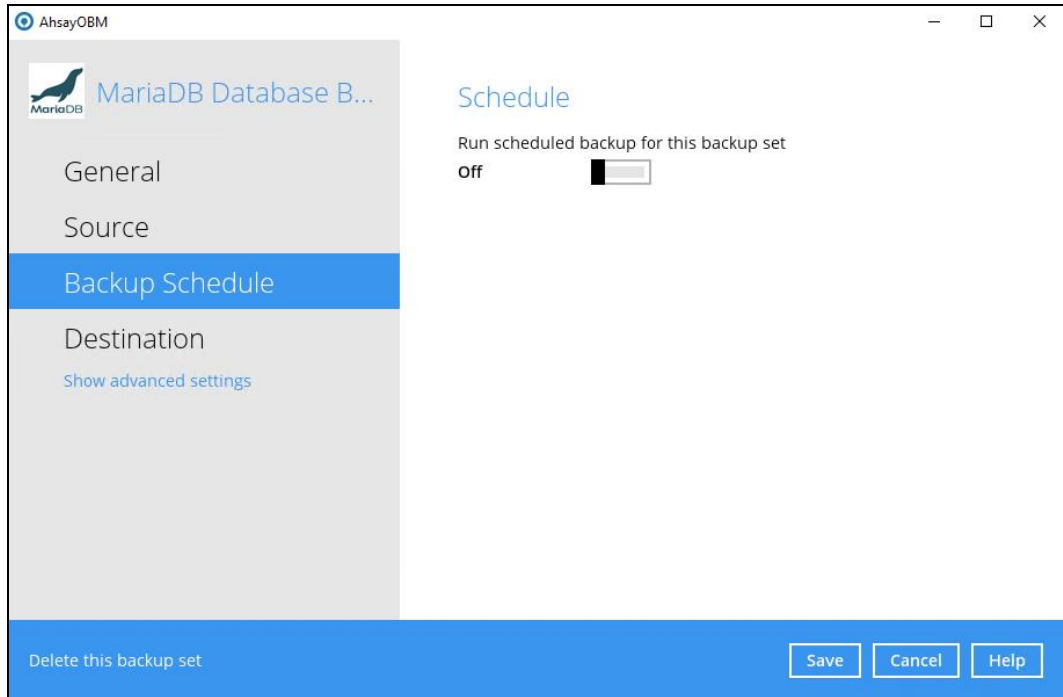 AhsayOBM
MariaDB
MariaDB Database B...
General
Source
Backup Schedule
Destination
Show advanced settings
Schedule
Run scheduled backup for this backup set
Off
Delete this backup set
Save
Cancel
Help